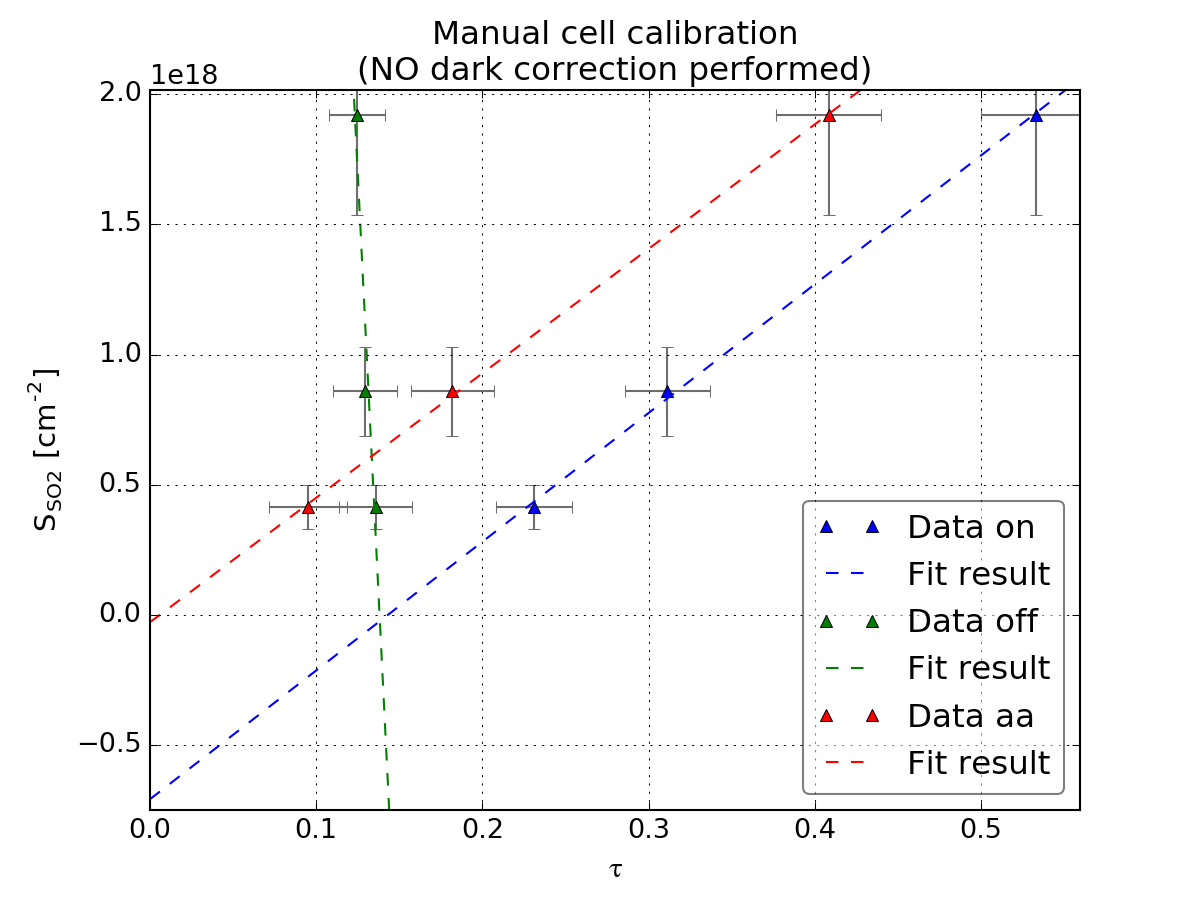 Manual cell calibration
(NO dark correction performed)
1e18
2.0
1.5
1.0
0.5
0.0
−0.5
S_SO2 [cm^-2]
0.0 0.1 0.2 0.3 0.4 0.5
τ
Data on
Fit result
Data off
Fit result
Data aa
Fit result